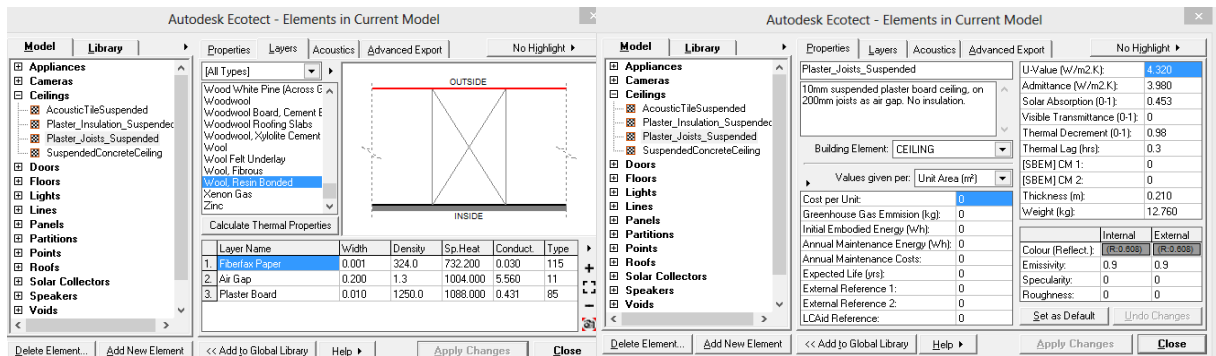 Autodesk Ecotect - Elements in Current Model
Model Library
Appliances
Cameras
Ceilings
AcousticTileSuspended
Plaster_Insulation_Suspended
Plaster_Joists_Suspended
SuspendedConcreteCeiling
Doors
Floors
Lights
Lines
Panels
Partitions
Points
Roofs
Solar Collectors
Speakers
Voids
Delete Element... Add New Element
Properties Layers Acoustics Advanced Export No Highlight
[All Types]
Wood White Pine (Across G
Woodwool
Woodwool Board, Cement B
Woodwool Roofing Slabs
Woodwool, Xylolite Cement
Wool
Wool Felt Underlay
Wool, Fibrous
Wool, Resin Bonded
Xenon Gas
Zinc
Calculate Thermal Properties
OUTSIDE
INSIDE
Layer Name Width Density Sp.Heat Conduct. Type
1. Fiberfax Paper 0.001 324.0 732.200 0.030 115
2. Air Gap 0.200 1.3 1004.000 5.560 11
3. Plaster Board 0.010 1250.0 1088.000 0.431 85
<< Add to Global Library Help Apply Changes Close
Autodesk Ecotect - Elements in Current Model
Model Library
Appliances
Cameras
Ceilings
AcousticTileSuspended
Plaster_Insulation_Suspended
Plaster_Joists_Suspended
SuspendedConcreteCeiling
Doors
Floors
Lights
Lines
Panels
Partitions
Points
Roofs
Solar Collectors
Speakers
Voids
Delete Element... Add New Element
Properties Layers Acoustics Advanced Export No Highlight
Plaster_Joists_Suspended
10mm suspended plaster board ceiling, on
200mm joists as air gap. No insulation.
Building Element: CEILING
Values given per: Unit Area (m²)
Cost per Unit: 0
Greenhouse Gas Emmision (kg): 0
Initial Embodied Energy (Wh): 0
Annual Maintenance Energy (Wh): 0
Annual Maintenance Costs: 0
Expected Life (yrs): 0
External Reference 1: 0
External Reference 2: 0
LCAid Reference: 0
U-Value (W/m2.K): 4.320
Admittance (W/m2.K): 3.980
Solar Absorption (0-1): 0.453
Visible Transmittance (0-1): 0
Thermal Decrement (0-1): 0.98
Thermal Lag (hrs): 0.3
[SBEM] CM 1: 0
[SBEM] CM 2: 0
Thickness (m): 0.210
Weight (kg): 12.760
Internal External
Colour (Reflect.): (R:0.608) (R:0.608)
Emissivity: 0.9 0.9
Specularity: 0 0
Roughness: 0 0
Set as Default Undo Changes
<< Add to Global Library Help Apply Changes Close